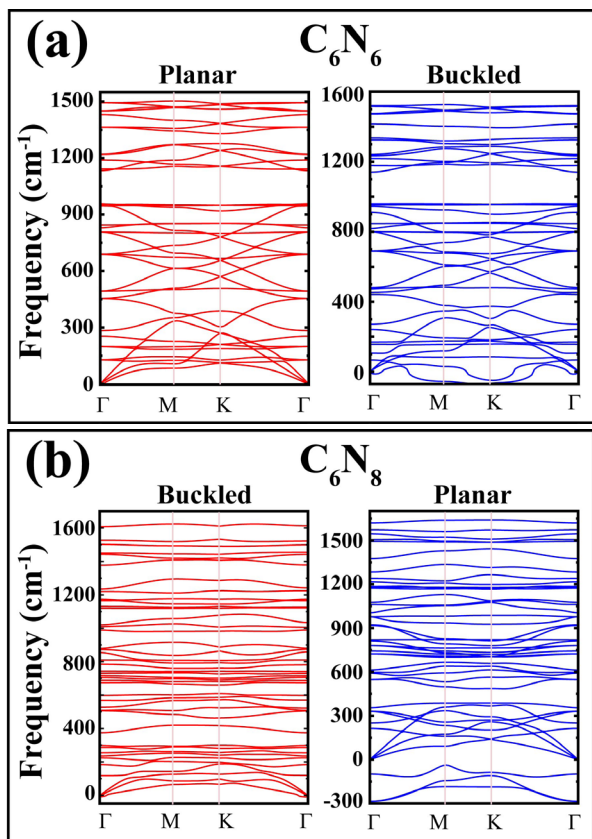 (a)
C₆N₆
Planar
Buckled
Frequency (cm⁻¹)
1500
1200
900
600
300
0
Γ M K Γ
1600
1200
800
400
0
Γ M K Γ
(b)
C₆N₈
Buckled
Planar
Frequency (cm⁻¹)
1600
1200
800
400
0
Γ M K Γ
1500
1200
900
600
300
0
-300
Γ M K Γ